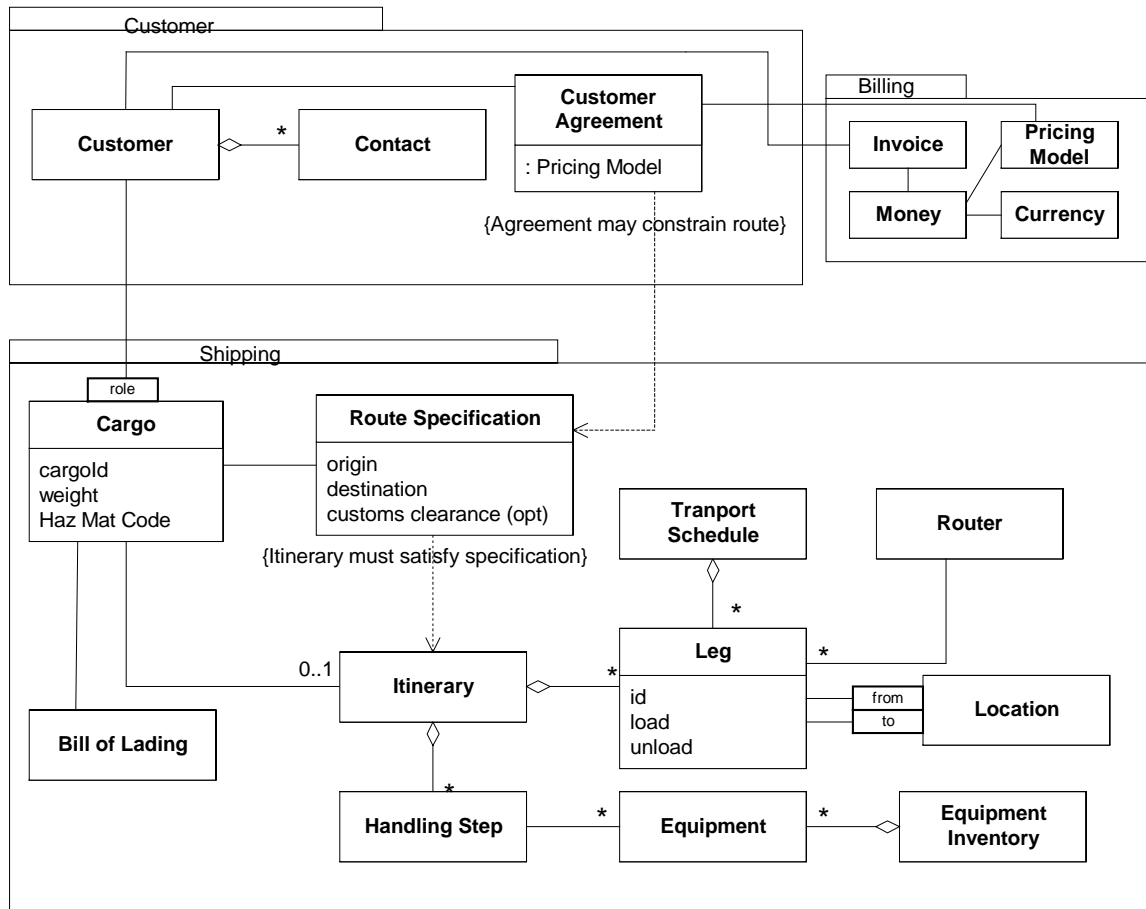 Customer
Customer
*
Contact
Customer
Agreement
: Pricing Model
{Agreement may constrain route}
Billing
Invoice
Pricing
Model
Money
Currency
Shipping
role
Cargo
cargoId
weight
Haz Mat Code
Route Specification
origin
destination
customs clearance (opt)
{Itinerary must satisfy specification}
Tranport
Schedule
*
Router
*
0..1
Itinerary
*
Leg
id
load
unload
from
to
Location
Bill of Lading
*
Handling Step
*
Equipment
*
Equipment
Inventory